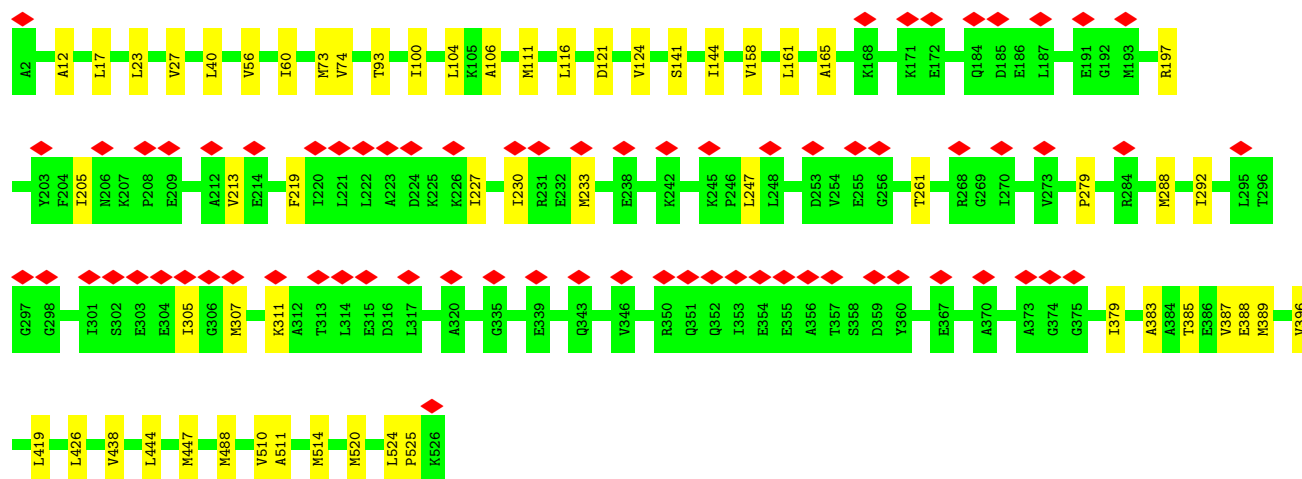 A2 A12 L17 L23 V27 L40 V56 I60 M73 V74 T93 I100 L104 K105 A106 M111 L116 D121 V124 S141 I144 V158 L161 A165 K168 K171 E172 Q184 D185 E186 L187 E191 G192 M193 R197
Y203 F204 I205 N206 K207 P208 E209 A212 V213 E214 F219 I220 L221 L222 A223 D224 K225 K226 I227 I230 R231 E232 M233 E238 K242 K245 P246 L247 L248 D253 V254 E255 G256 T261 R268 G269 I270 V273 P279 R284 M288 I292 L295 T296
G297 G298 I301 S302 E303 E304 I305 G306 M307 K311 A312 T313 L314 E315 D316 L317 A320 G335 E339 Q343 V346 R350 Q351 Q352 I353 E354 E355 A356 T357 S358 D359 Y360 E367 A370 A373 G374 G375 I379 A383 A384 T385 E386 V387 E388 M389 V396
L419 L426 V438 L444 M447 M488 V510 A511 M514 M520 L524 P525 K526